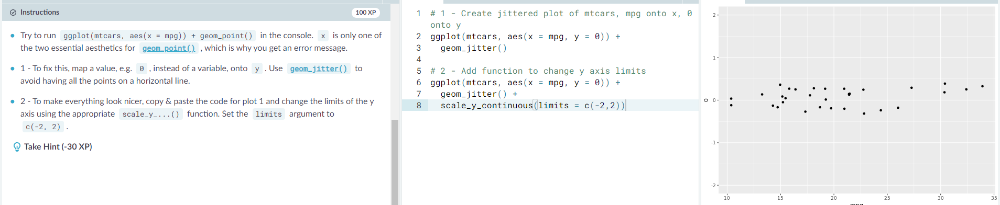 Instructions
100 XP
Try to run ggplot(mtcars, aes(x = mpg)) + geom_point() in the console. x is only one of
the two essential aesthetics for geom_point() , which is why you get an error message.
1 - To fix this, map a value, e.g. 0 , instead of a variable, onto y . Use geom_jitter() to
avoid having all the points on a horizontal line.
2 - To make everything look nicer, copy & paste the code for plot 1 and change the limits of the y
axis using the appropriate scale_y_...() function. Set the limits argument to
c(-2, 2) .
Take Hint (-30 XP)
1 # 1 - Create jittered plot of mtcars, mpg onto x, 0
onto y
2 ggplot(mtcars, aes(x = mpg, y = 0)) +
3 geom_jitter()
4
5 # 2 - Add function to change y axis limits
6 ggplot(mtcars, aes(x = mpg, y = 0)) +
7 geom_jitter() +
8 scale_y_continuous(limits = c(-2,2))
2
1
0
0
-1
-2
10 15 20 25 30 35
mpg